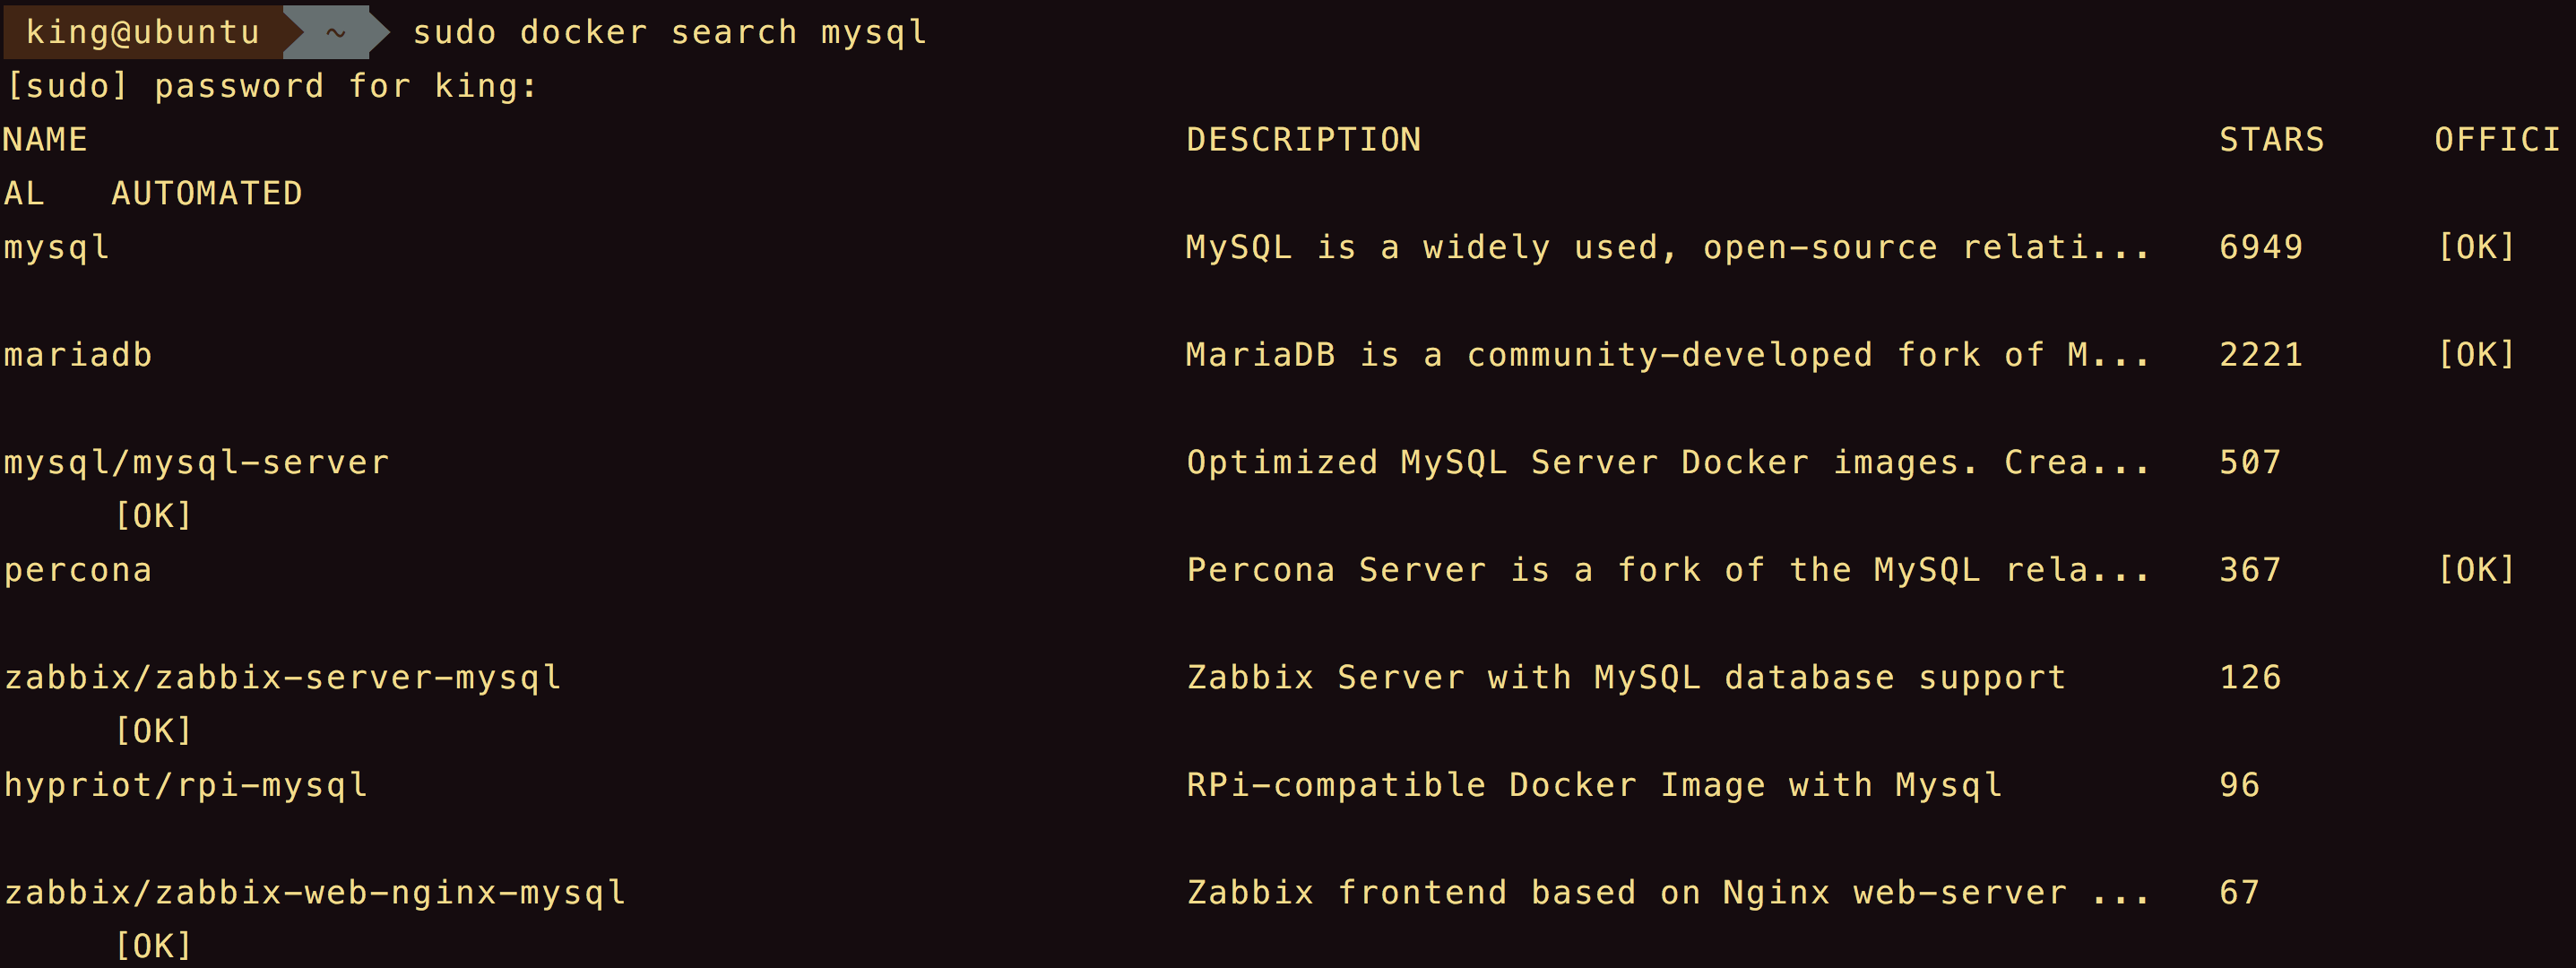 king@ubuntu ~ sudo docker search mysql
[sudo] password for king:
NAME DESCRIPTION STARS OFFICI
AL AUTOMATED
mysql MySQL is a widely used, open-source relati... 6949 [OK]
mariadb MariaDB is a community-developed fork of M... 2221 [OK]
mysql/mysql-server Optimized MySQL Server Docker images. Crea... 507
[OK]
percona Percona Server is a fork of the MySQL rela... 367 [OK]
zabbix/zabbix-server-mysql Zabbix Server with MySQL database support 126
[OK]
hypriot/rpi-mysql RPi-compatible Docker Image with Mysql 96
zabbix/zabbix-web-nginx-mysql Zabbix frontend based on Nginx web-server ... 67
[OK]